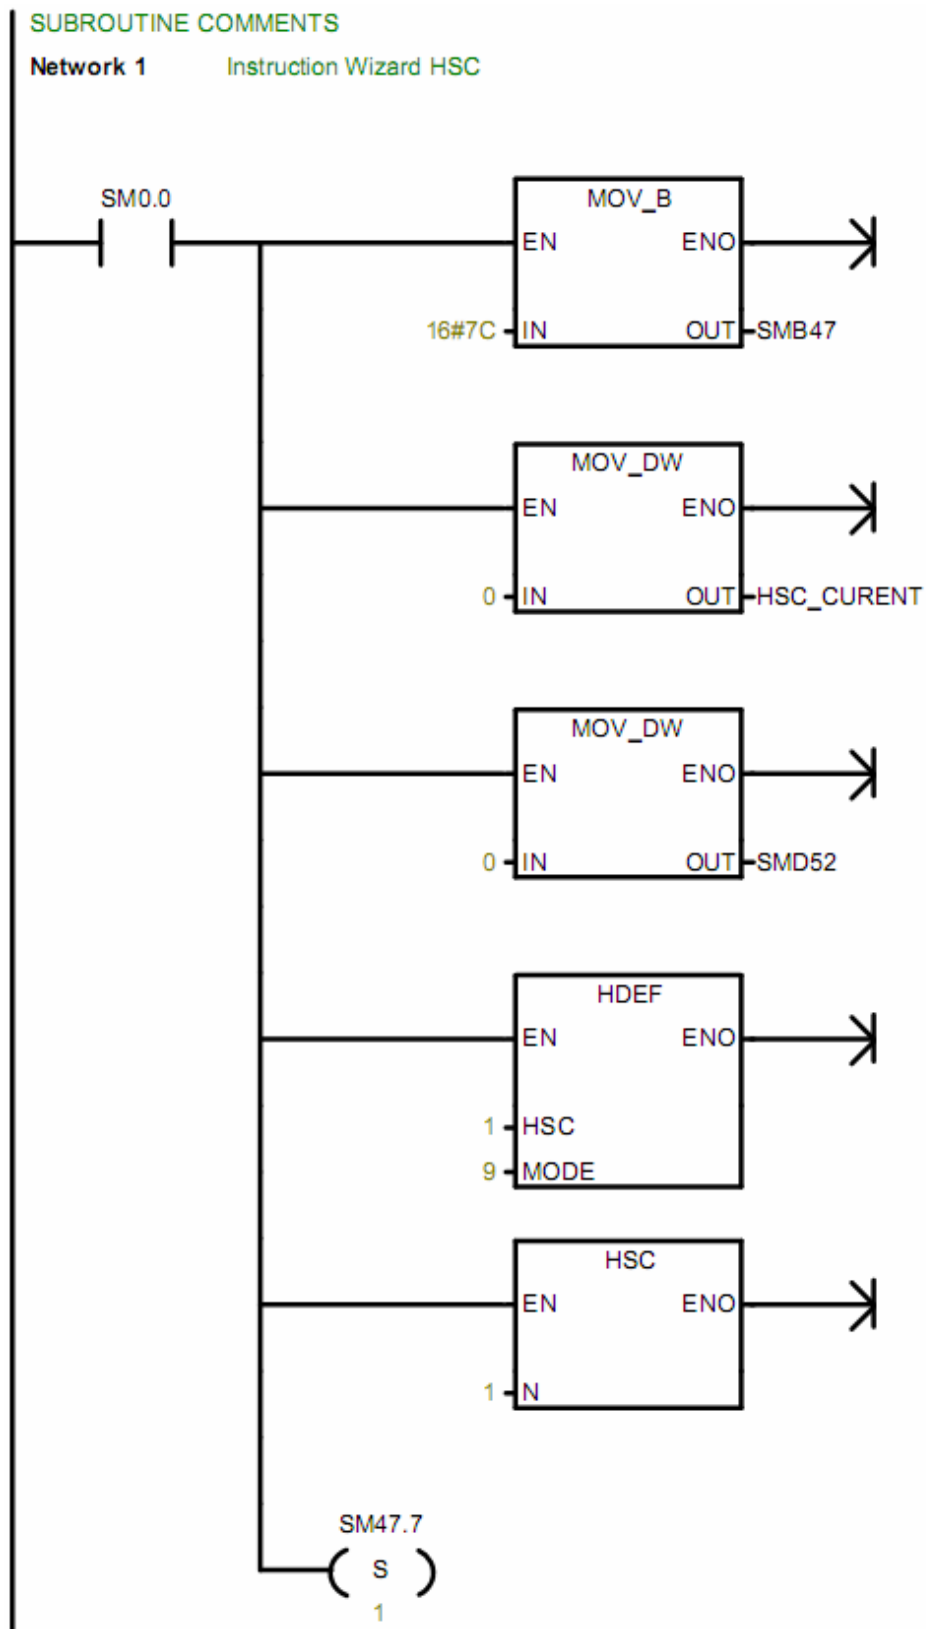 SUBROUTINE COMMENTS
Network 1 Instruction Wizard HSC
SM0.0
MOV_B
EN ENO
16#7C IN OUT SMB47
MOV_DW
EN ENO
0 IN OUT HSC_CURENT
MOV_DW
EN ENO
0 IN OUT SMD52
HDEF
EN ENO
1 HSC
9 MODE
HSC
EN ENO
1 N
SM47.7
S
1